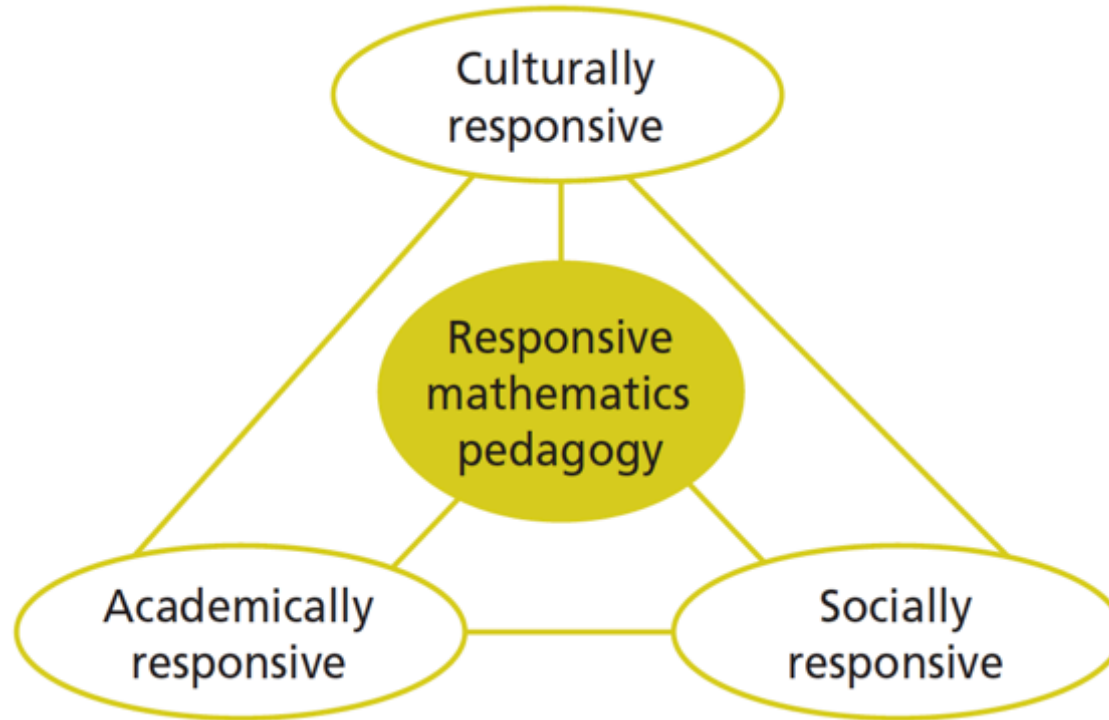 Culturally
responsive
Responsive
mathematics
pedagogy
Academically
responsive
Socially
responsive